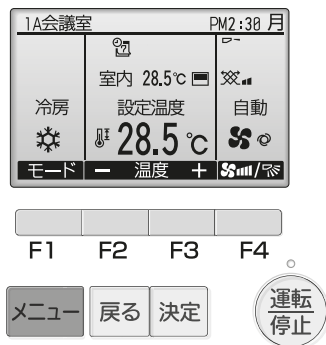 1A会議室 PM2:30 月
室内 28.5℃
冷房 設定温度 自動
28.5℃
モード － 温度 ＋ /
F1 F2 F3 F4
メニュー 戻る 決定 運転
停止